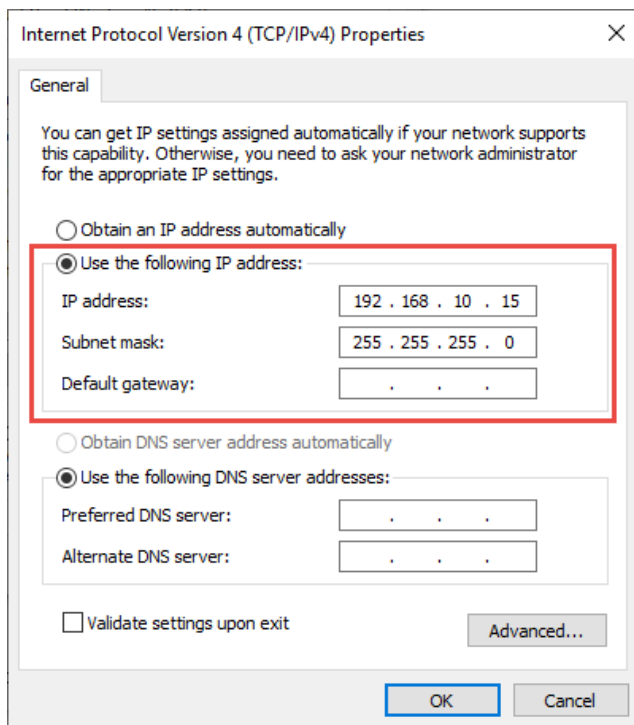 Internet Protocol Version 4 (TCP/IPv4) Properties
General
You can get IP settings assigned automatically if your network supports
this capability. Otherwise, you need to ask your network administrator
for the appropriate IP settings.
Obtain an IP address automatically
Use the following IP address:
IP address: 192 . 168 . 10 . 15
Subnet mask: 255 . 255 . 255 . 0
Default gateway: . . .
Obtain DNS server address automatically
Use the following DNS server addresses:
Preferred DNS server: . . .
Alternate DNS server: . . .
Validate settings upon exit
Advanced...
OK Cancel